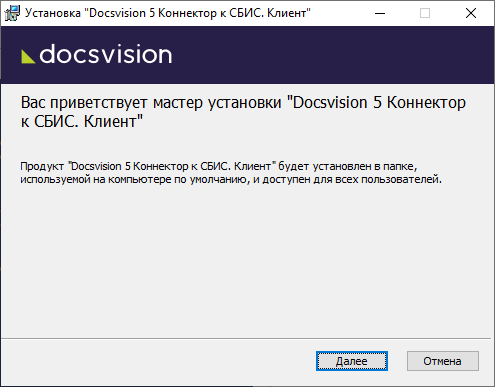 Установка "Docsvision 5 Коннектор к СБИС. Клиент"
docsvision
Вас приветствует мастер установки "Docsvision 5 Коннектор
к СБИС. Клиент"
Продукт "Docsvision 5 Коннектор к СБИС. Клиент" будет установлен в папке,
используемой на компьютере по умолчанию, и доступен для всех пользователей.
Далее
Отмена